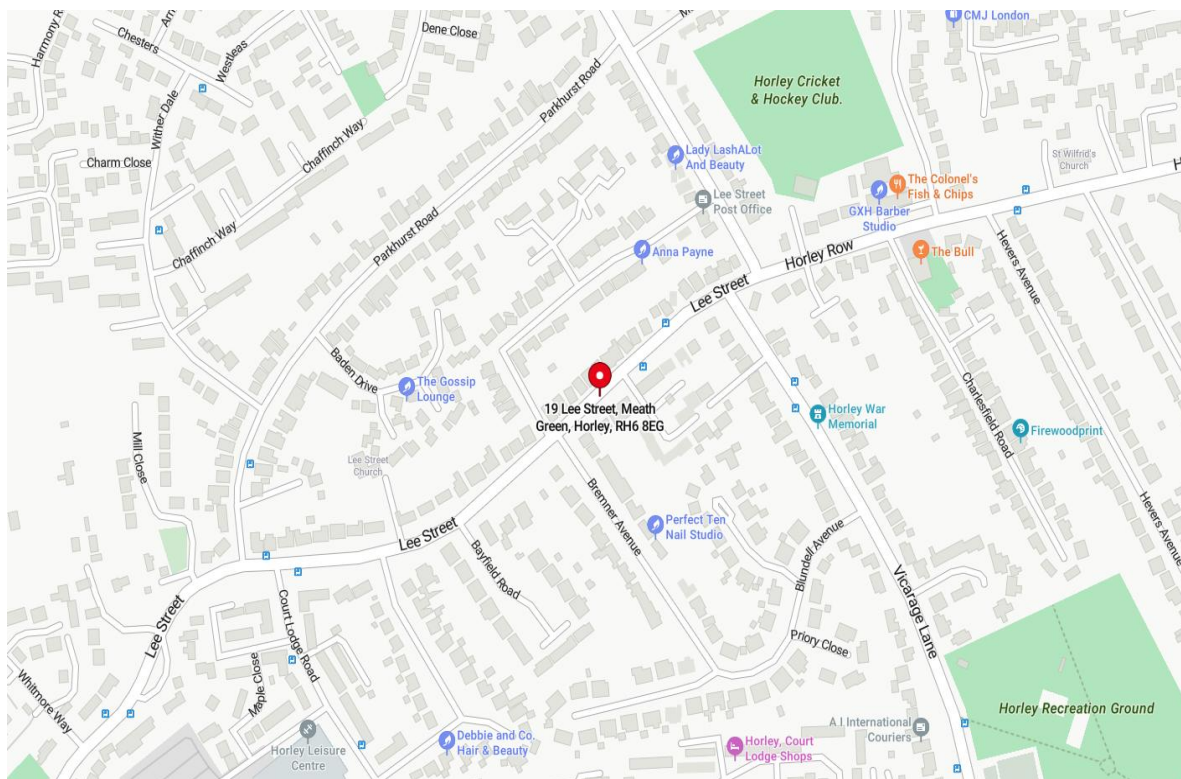 CMJ London
Harmony R
Chesters
Arn
Westleas
Dene Close
M
Horley Cricket
& Hockey Club.
Wither Dale
Parkhurst Road
Charm Close
Chaffinch Way
Lady LashALot
And Beauty
St Wilfrid's
Church
H
The Colonel's
Fish & Chips
Lee Street
Post Office
GXH Barber
Studio
Parkhurst Road
Chaffinch Way
Anna Payne
Horley Row
The Bull
Hevers Avenue
Lee Street
Baden Drive
The Gossip
Lounge
19 Lee Street, Meath
Green, Horley, RH6 8EG
Horley War
Memorial
Charlesfield Road
Firewoodprint
Mill Close
Lee Street
Church
Bremner Avenue
Hevers Avenue
Perfect Ten
Nail Studio
Lee Street
Bayfield Road
Blundell Avenue
Vicarage Lane
Lee Street
Court Lodge Road
Priory Close
Maple Close
Whitmore Way
Horley Recreation Ground
A I International
Couriers
Horley Leisure
Centre
Debbie and Co.
Hair & Beauty
Horley, Court
Lodge Shops